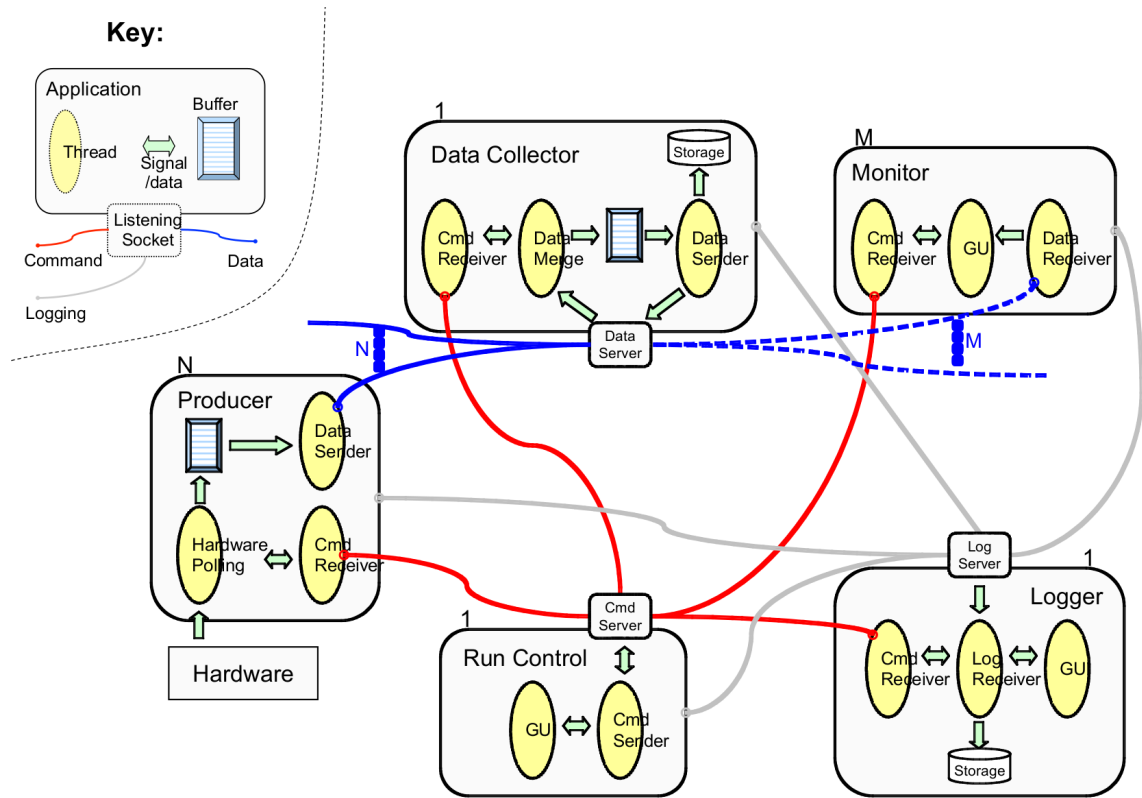 Key:
Application
Buffer
Thread
Signal
/data
Listening
Socket
Command
Data
Logging
1
Data Collector
Storage
Cmd
Receiver
Data
Merge
Data
Sender
Data
Server
M
Monitor
Cmd
Receiver
GU
Data
Receiver
N
M
N
Producer
Data
Sender
Hardware
Polling
Cmd
Receiver
Hardware
Cmd
Server
1
Run Control
GU
Cmd
Sender
Log
Server
1
Logger
Cmd
Receiver
Log
Receiver
GU
Storage